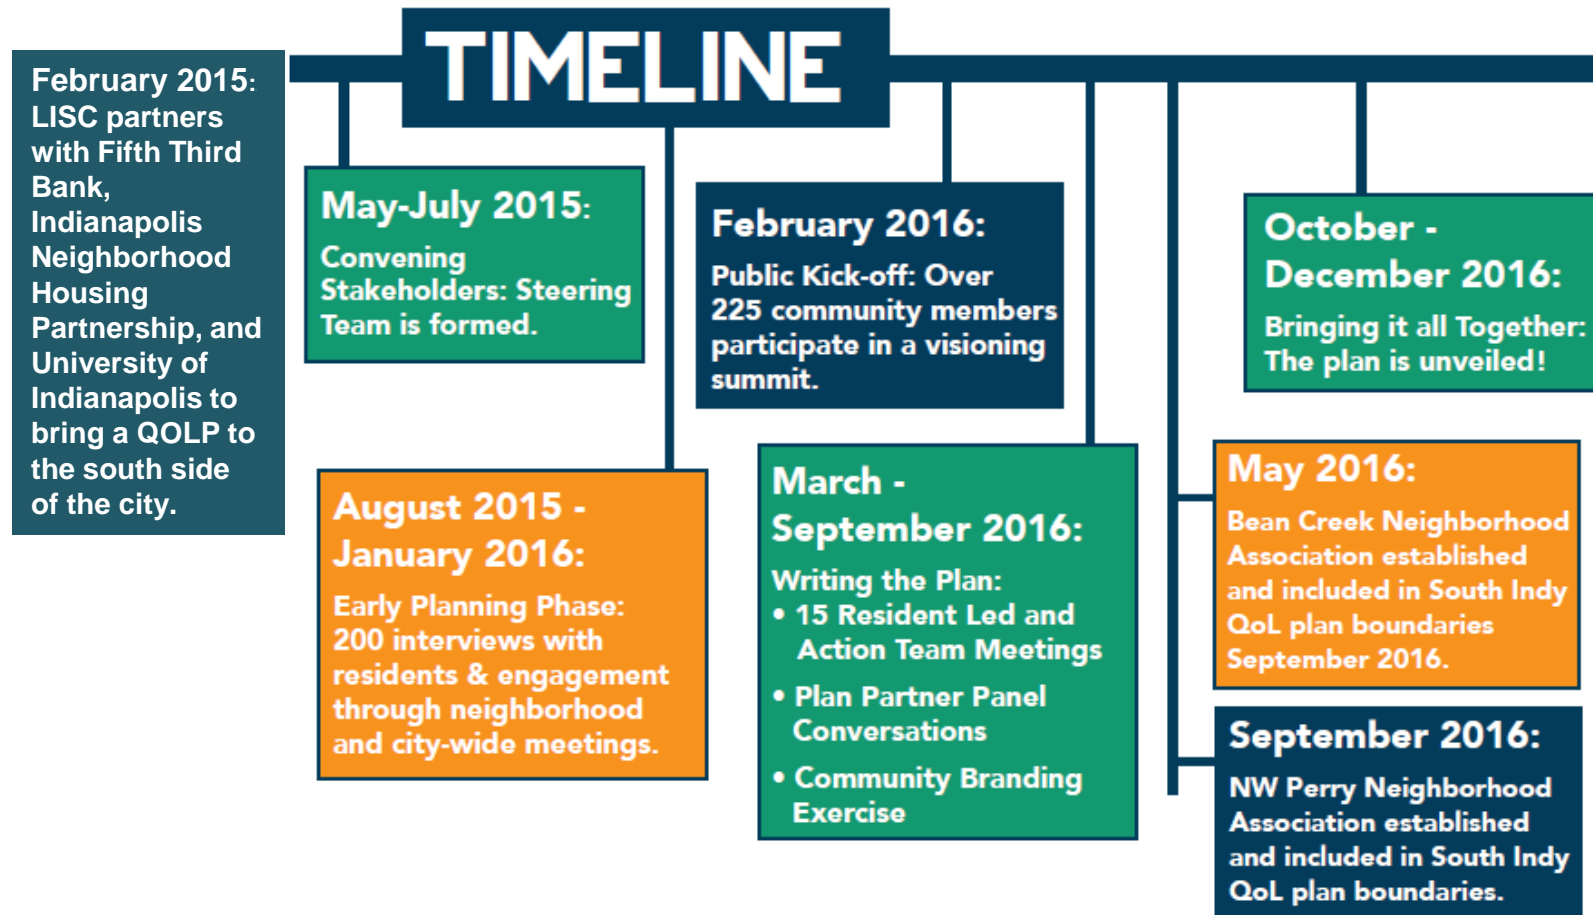 TIMELINE
February 2015:
LISC partners
with Fifth Third
Bank,
Indianapolis
Neighborhood
Housing
Partnership, and
University of
Indianapolis to
bring a QOLP to
the south side
of the city.
May-July 2015:
Convening
Stakeholders: Steering
Team is formed.
August 2015 -
January 2016:
Early Planning Phase:
200 interviews with
residents & engagement
through neighborhood
and city-wide meetings.
February 2016:
Public Kick-off: Over
225 community members
participate in a visioning
summit.
March -
September 2016:
Writing the Plan:
• 15 Resident Led and
Action Team Meetings
• Plan Partner Panel
Conversations
• Community Branding
Exercise
October -
December 2016:
Bringing it all Together:
The plan is unveiled!
May 2016:
Bean Creek Neighborhood
Association established
and included in South Indy
QoL plan boundaries
September 2016.
September 2016:
NW Perry Neighborhood
Association established
and included in South Indy
QoL plan boundaries.